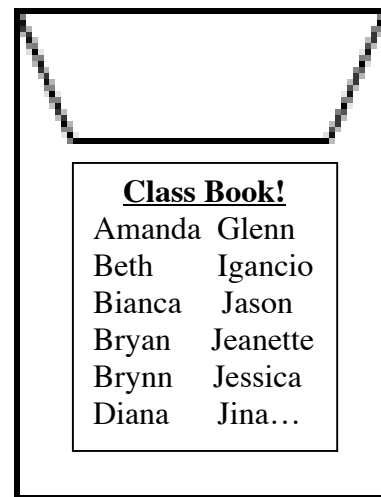 Class Book!
Amanda Glenn
Beth Igancio
Bianca Jason
Bryan Jeanette
Brynn Jessica
Diana Jina…